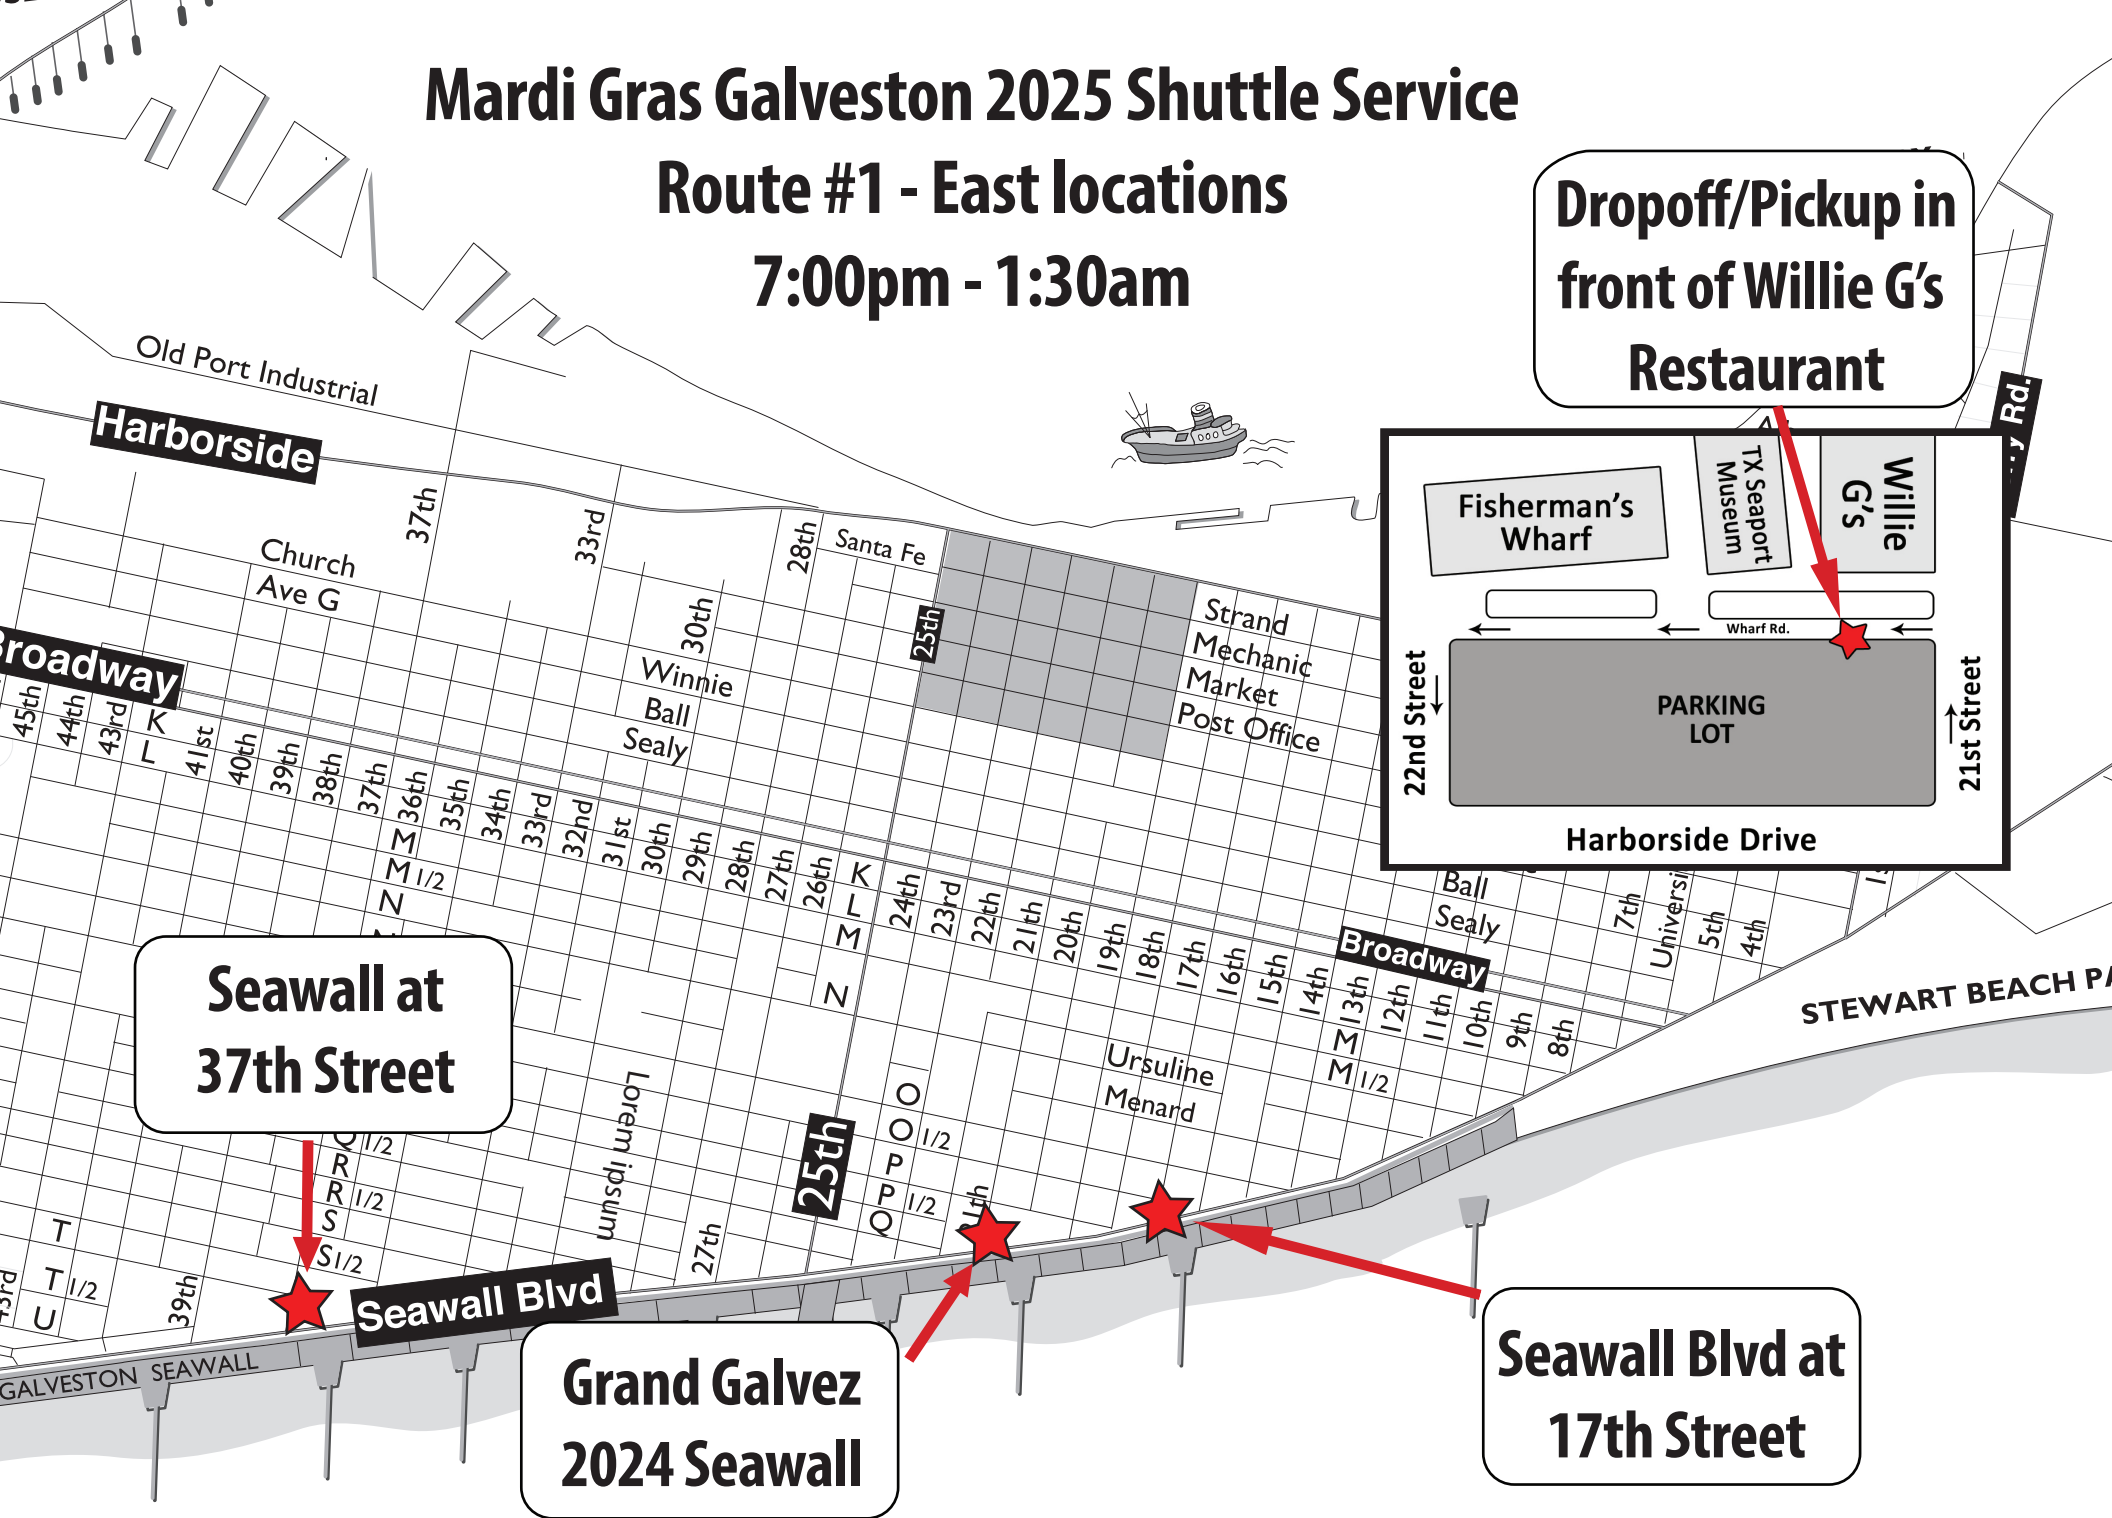 Mardi Gras Galveston 2025 Shuttle Service
Route #1 - East locations
7:00pm - 1:30am
Dropoff/Pickup in
front of Willie G's
Restaurant
Old Port Industrial
Harborside
37th
33rd
28th
Santa Fe
Church
Ave G
30th
25th
Winnie
Ball
Sealy
Strand
Mechanic
Market
Post Office
Fisherman's
Wharf
TX Seaport
Museum
Willie
G's
Wharf Rd.
22nd Street
PARKING
LOT
21st Street
Harborside Drive
Rd.
Broadway
45th
44th
43rd
K
L
41st
40th
39th
38th
37th
36th
35th
34th
33rd
32nd
31st
30th
29th
28th
27th
26th
K
L
M
N
24th
23rd
22th
21th
20th
19th
18th
17th
16th
15th
14th
13th
12th
11th
10th
9th
8th
M
M 1/2
N
Ball
Sealy
Broadway
7th
5th
4th
M
M 1/2
STEWART BEACH
Ursuline
Menard
Seawall at
37th Street
Q 1/2
R
R 1/2
S
S 1/2
Lorem ipsum
27th
25th
O
O 1/2
P
P 1/2
Q
T
T 1/2
U
39th
Seawall Blvd
GALVESTON SEAWALL
Grand Galvez
2024 Seawall
Seawall Blvd at
17th Street